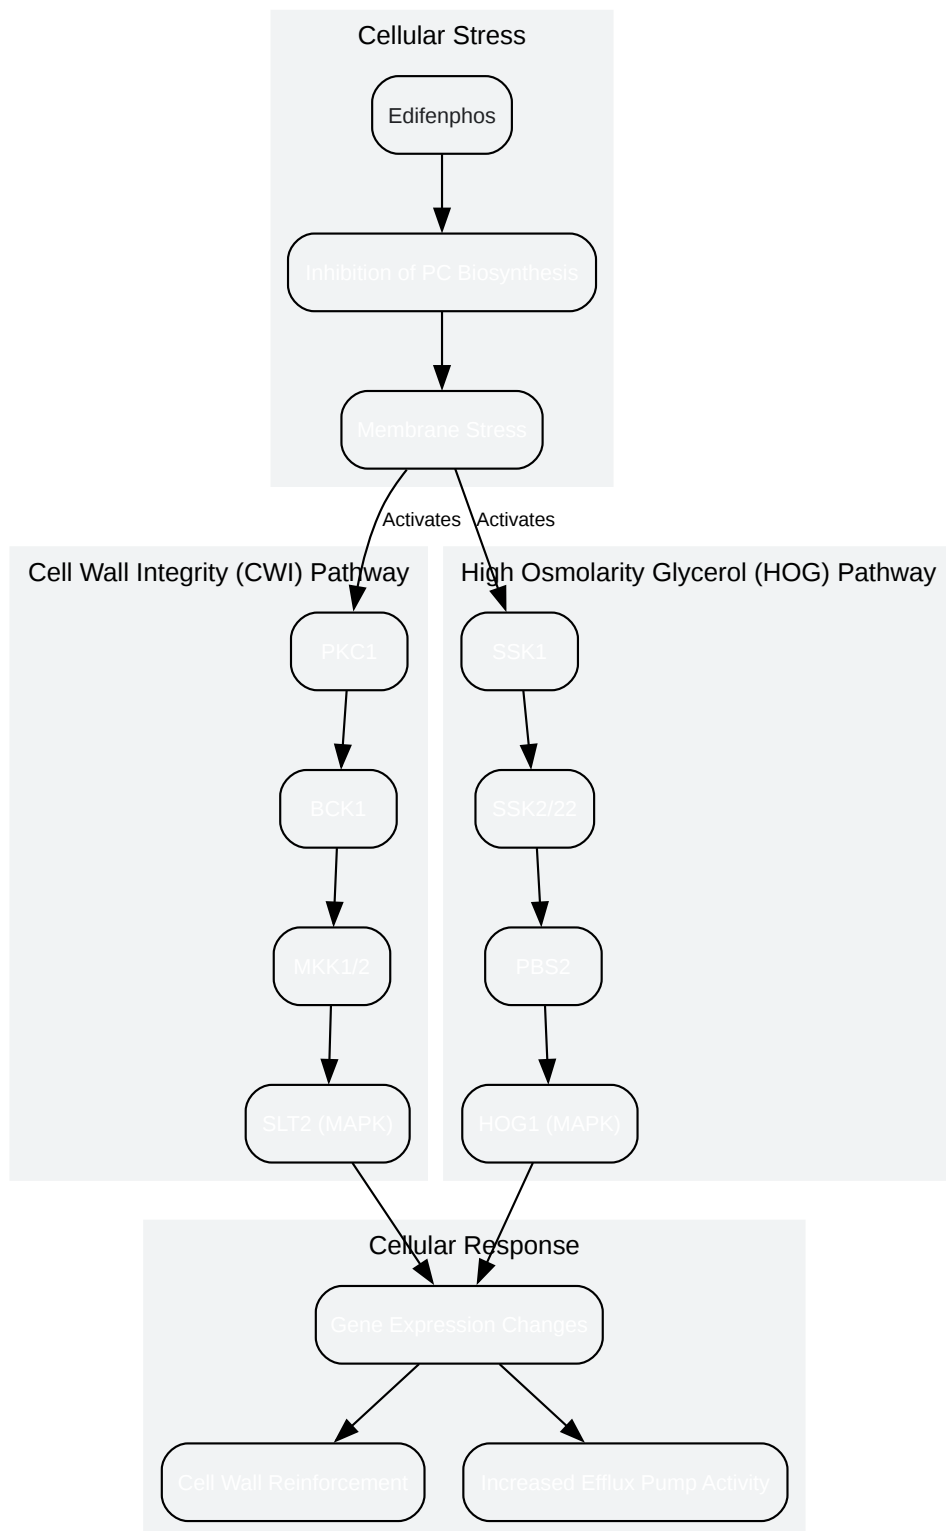 Cellular Stress
Edifenphos
Inhibition of PC Biosynthesis
Membrane Stress
Activates
Activates
Cell Wall Integrity (CWI) Pathway
High Osmolarity Glycerol (HOG) Pathway
PKC1
SSK1
BCK1
SSK2/22
MKK1/2
PBS2
SLT2 (MAPK)
HOG1 (MAPK)
Cellular Response
Gene Expression Changes
Cell Wall Reinforcement
Increased Efflux Pump Activity